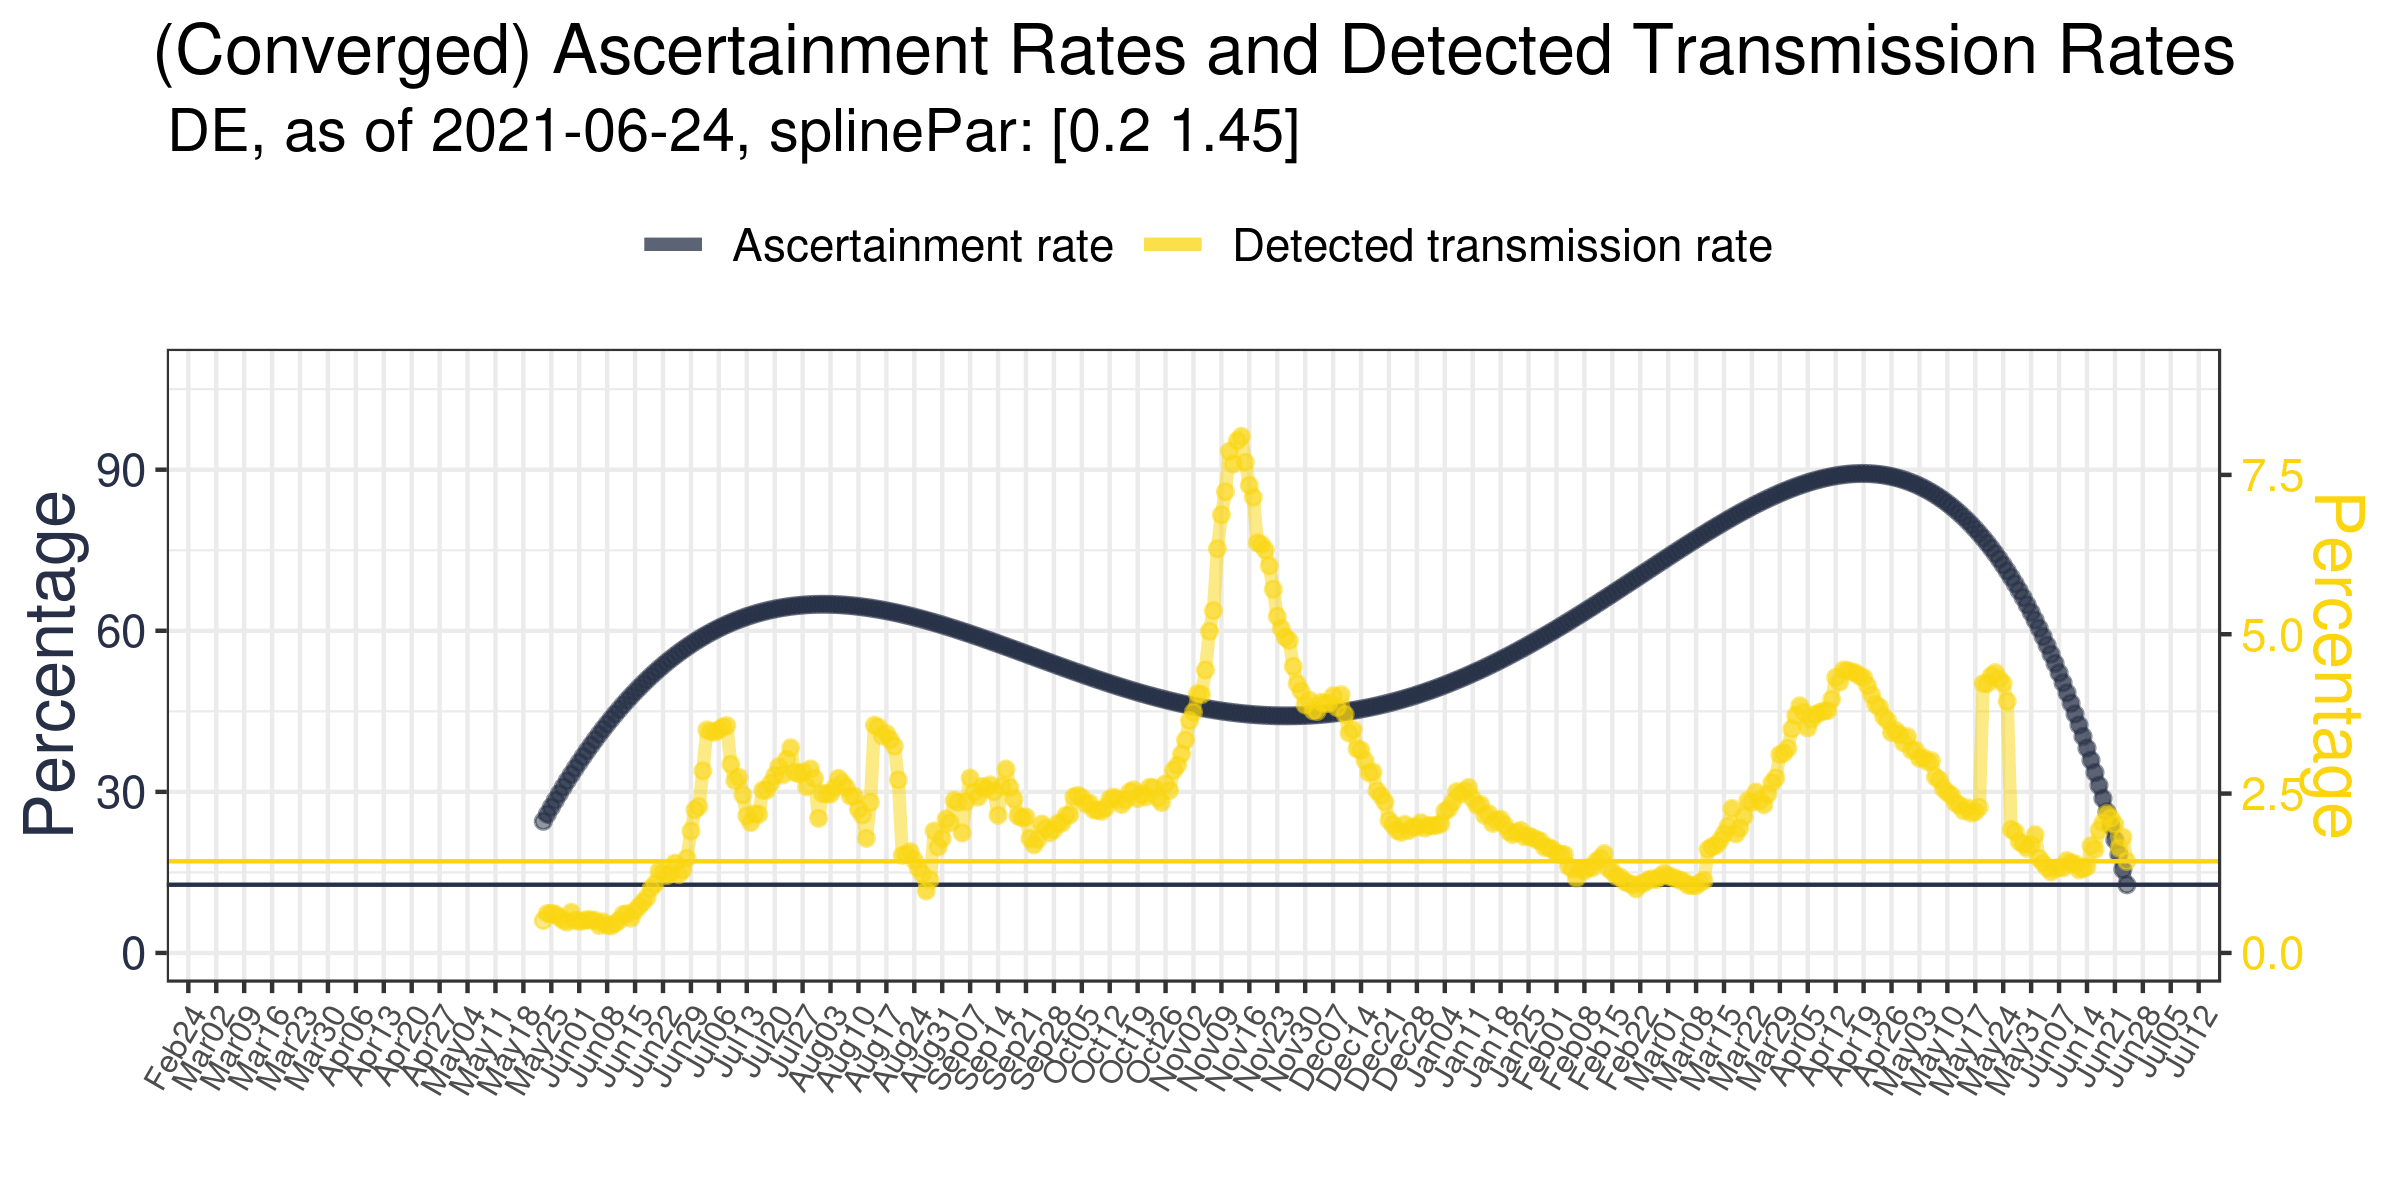 (Converged) Ascertainment Rates and Detected Transmission Rates
DE, as of 2021-06-24, splinePar: [0.2 1.45]
Ascertainment rate
Detected transmission rate
Percentage
90
60
30
0
7.5
5.0
2.5
0.0
Percentage
Feb24
Mar02
Mar09
Mar16
Mar23
Mar30
Apr06
Apr13
Apr20
Apr27
May04
May11
May18
May25
Jun01
Jun08
Jun15
Jun22
Jun29
Jul06
Jul13
Jul20
Jul27
Aug03
Aug10
Aug17
Aug24
Aug31
Sep07
Sep14
Sep21
Sep28
Oct05
Oct12
Oct19
Oct26
Nov02
Nov09
Nov16
Nov23
Nov30
Dec07
Dec14
Dec21
Dec28
Jan04
Jan11
Jan18
Jan25
Feb01
Feb08
Feb15
Feb22
Mar01
Mar08
Mar15
Mar22
Mar29
Apr05
Apr12
Apr19
Apr26
May03
May10
May17
May24
May31
Jun07
Jun14
Jun21
Jun28
Jul05
Jul12